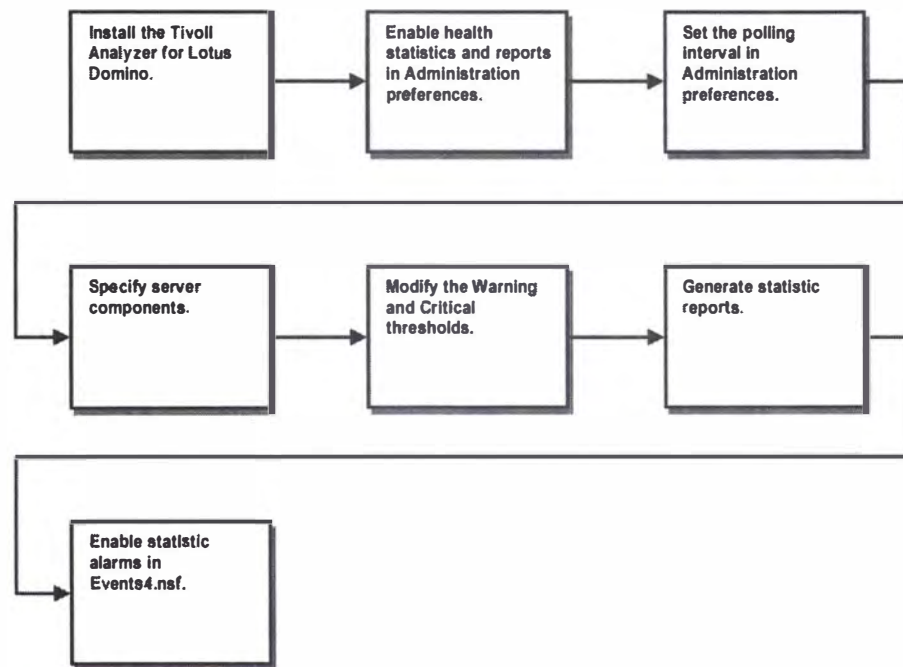 Install the Tivoli
Analyzer for Lotus
Domino.
Enable health
statistics and reports
in Administration
preferences.
Set the polling
interval in
Administration
preferences.
Specify server
components.
Modify the Warning
and Critical
thresholds.
Generate statistic
reports.
Enable statistic
alarms in
Events4.nsf.